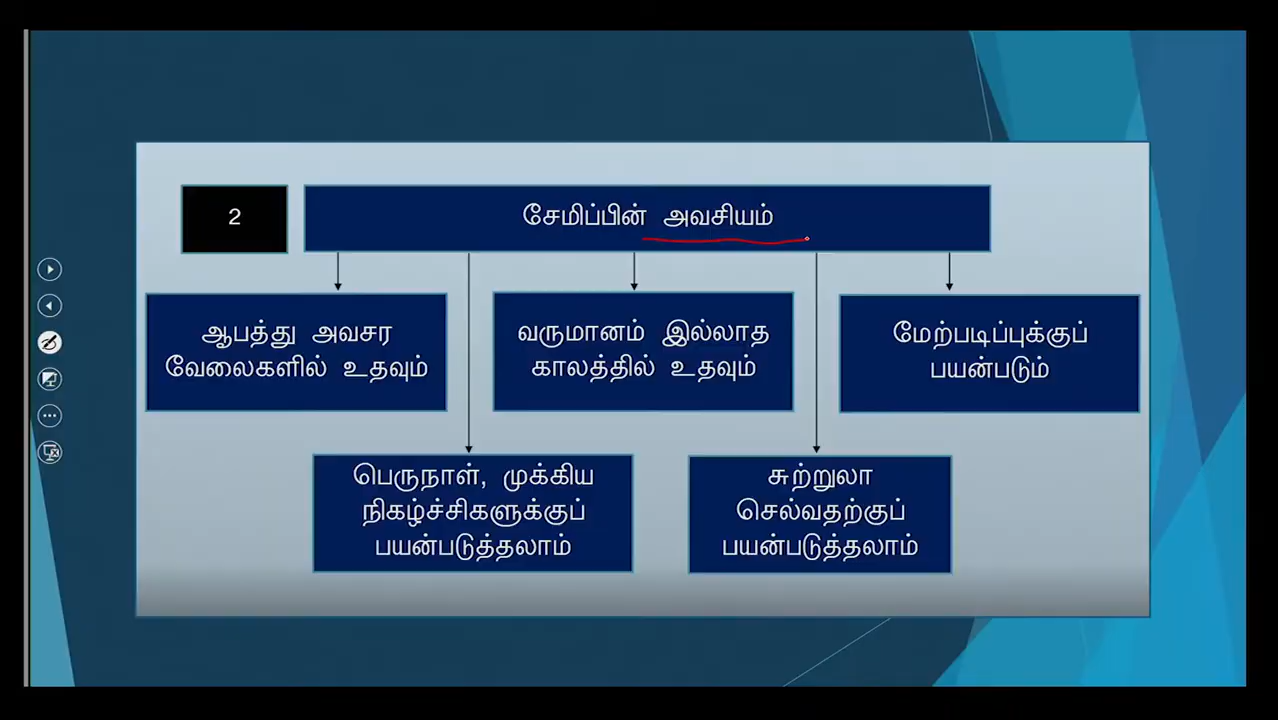 2
சேமிப்பின் அவசியம்
ஆபத்து அவசர
வேலைகளில் உதவும்
வருமானம் இல்லாத
காலத்தில் உதவும்
மேற்படிப்புக்குப்
பயன்படும்
பெருநாள், முக்கிய
நிகழ்ச்சிகளுக்குப்
பயன்படுத்தலாம்
சுற்றுலா
செல்வதற்குப்
பயன்படுத்தலாம்